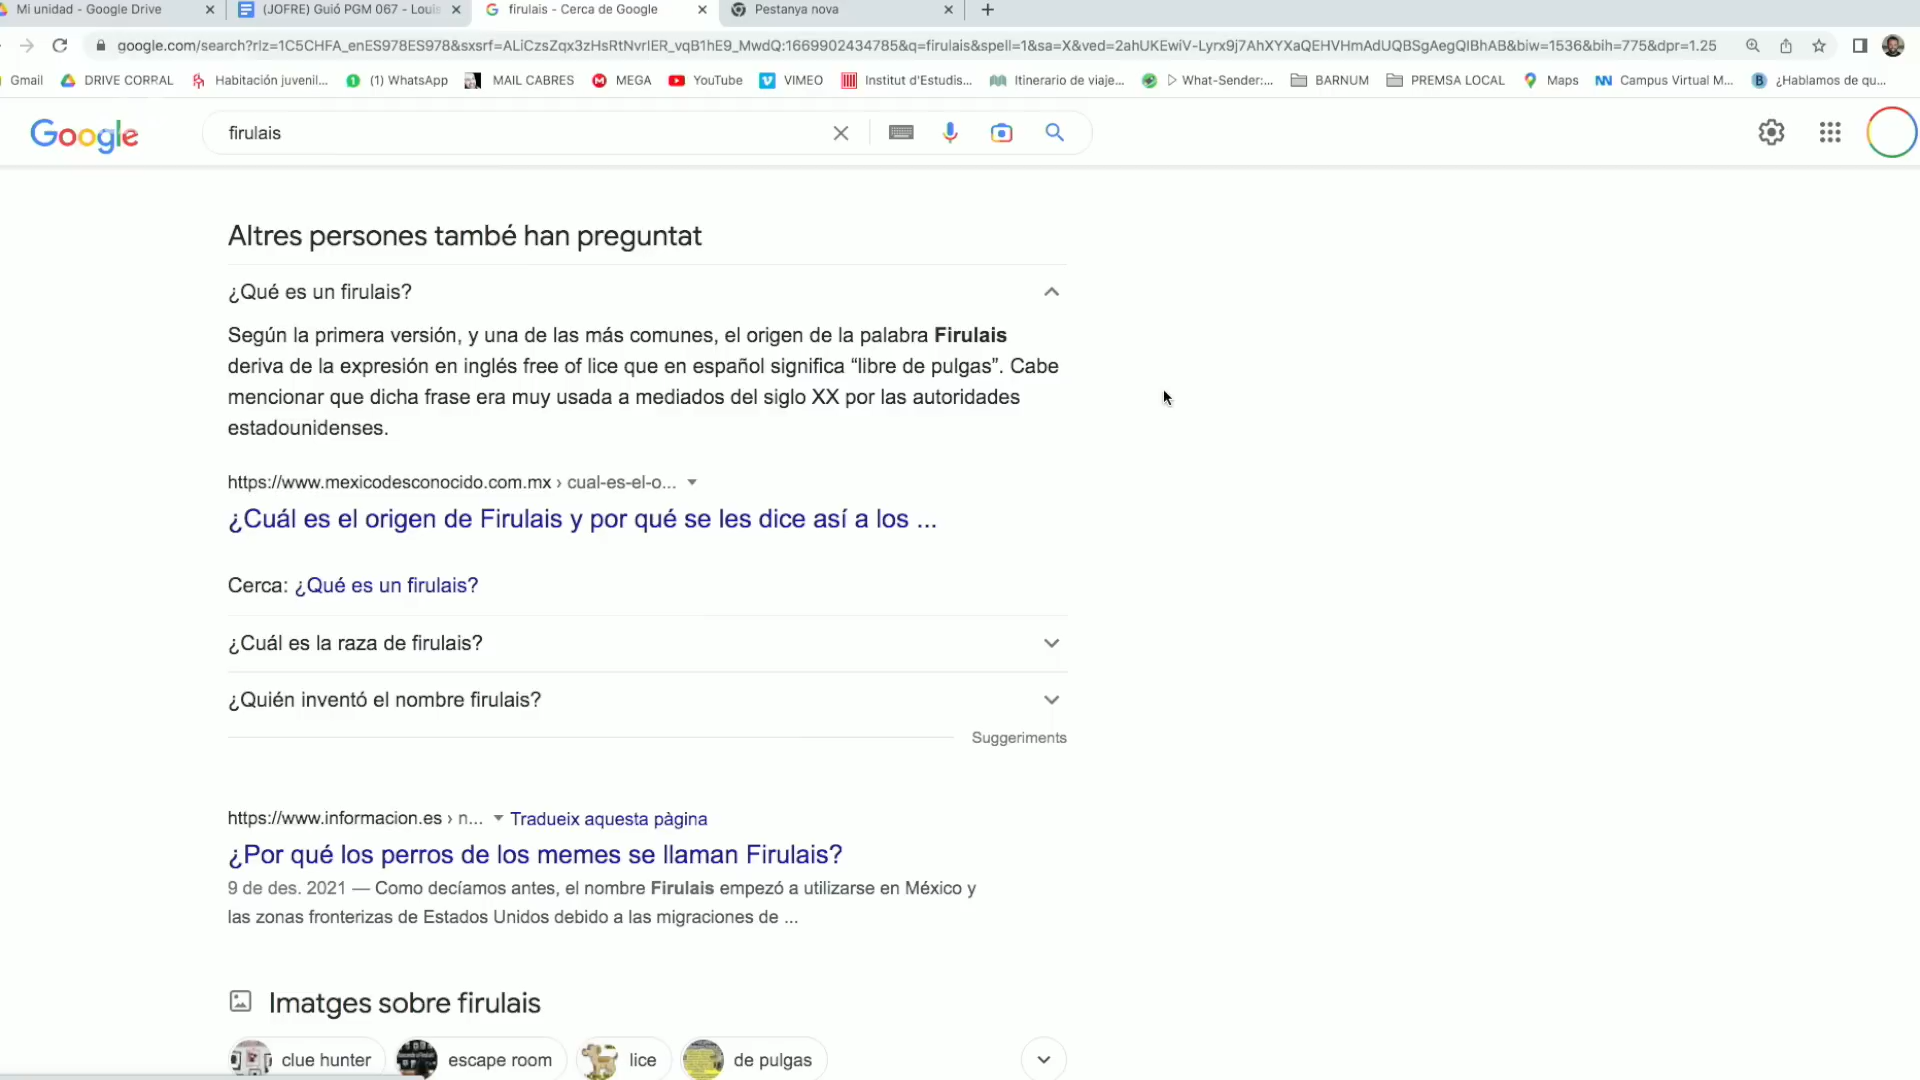 Mi unidad - Google Drive
(JOFRE) Guió PGM 067 - Louis
firulais - Cerca de Google
Pestanya nova
google.com/search?rlz=1C5CHFA_enES978ES978&sxsrf=ALiCzsZqx3zHsRtNvrIER_vqB1hE9_MwdQ:1669902434785&q=firulais&spell=1&sa=X&ved=2ahUKEwiV-Lyrx9j7AhXYXaQEHVHmAdUQBSgAegQIBhAB&biw=1536&bih=775&dpr=1.25
Gmail DRIVE CORRAL Habitación juvenil... (1) WhatsApp MAIL CABRES MEGA YouTube VIMEO Institut d'Estudis... Itinerario de viaje... What-Sender:... BARNUM PREMSA LOCAL Maps Campus Virtual M... ¿Hablamos de qu...
Google
firulais
Altres persones també han preguntat
¿Qué es un firulais?
Según la primera versión, y una de las más comunes, el origen de la palabra Firulais
deriva de la expresión en inglés free of lice que en español significa “libre de pulgas”. Cabe
mencionar que dicha frase era muy usada a mediados del siglo XX por las autoridades
estadounidenses.
https://www.mexicodesconocido.com.mx › cual-es-el-o...
¿Cuál es el origen de Firulais y por qué se les dice así a los ...
Cerca: ¿Qué es un firulais?
¿Cuál es la raza de firulais?
¿Quién inventó el nombre firulais?
Suggeriments
https://www.informacion.es › n... Tradueix aquesta pàgina
¿Por qué los perros de los memes se llaman Firulais?
9 de des. 2021 — Como decíamos antes, el nombre Firulais empezó a utilizarse en México y
las zonas fronterizas de Estados Unidos debido a las migraciones de ...
Imatges sobre firulais
clue hunter escape room lice de pulgas